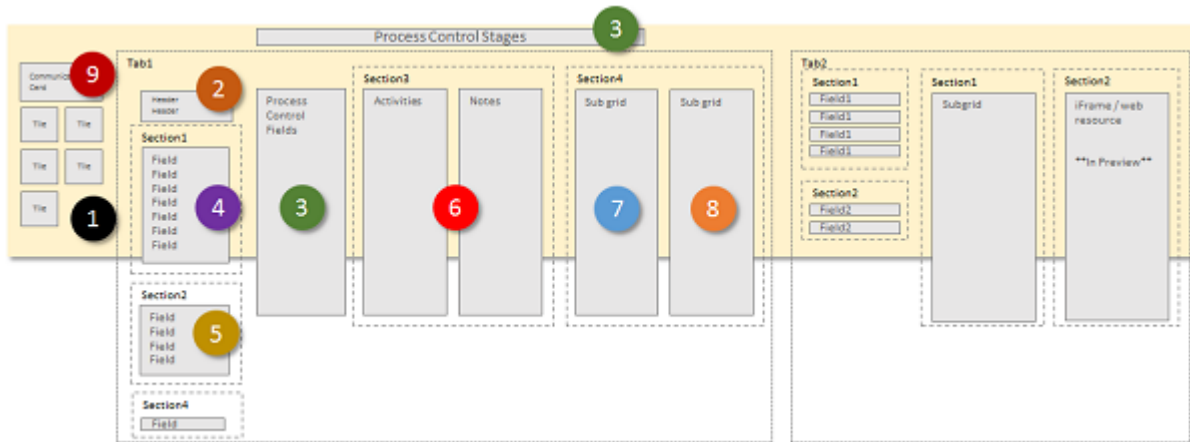 Process Control Stages
3
9
Card
Tile
Tile
Tile
Tile
Tile
1
Tab1
Header
Header
2
Section1
Field
Field
Field
Field
Field
Field
Field
4
Section2
Field
Field
Field
Field
5
Section4
Field
Process
Control
Fields
3
Section3
Activities
Notes
6
Section4
Sub grid
Sub grid
7
8
Tab2
Section1
Field1
Field1
Field1
Field1
Section2
Field2
Field2
Section1
Subgrid
Section2
iFrame / web
resource
**In Preview**